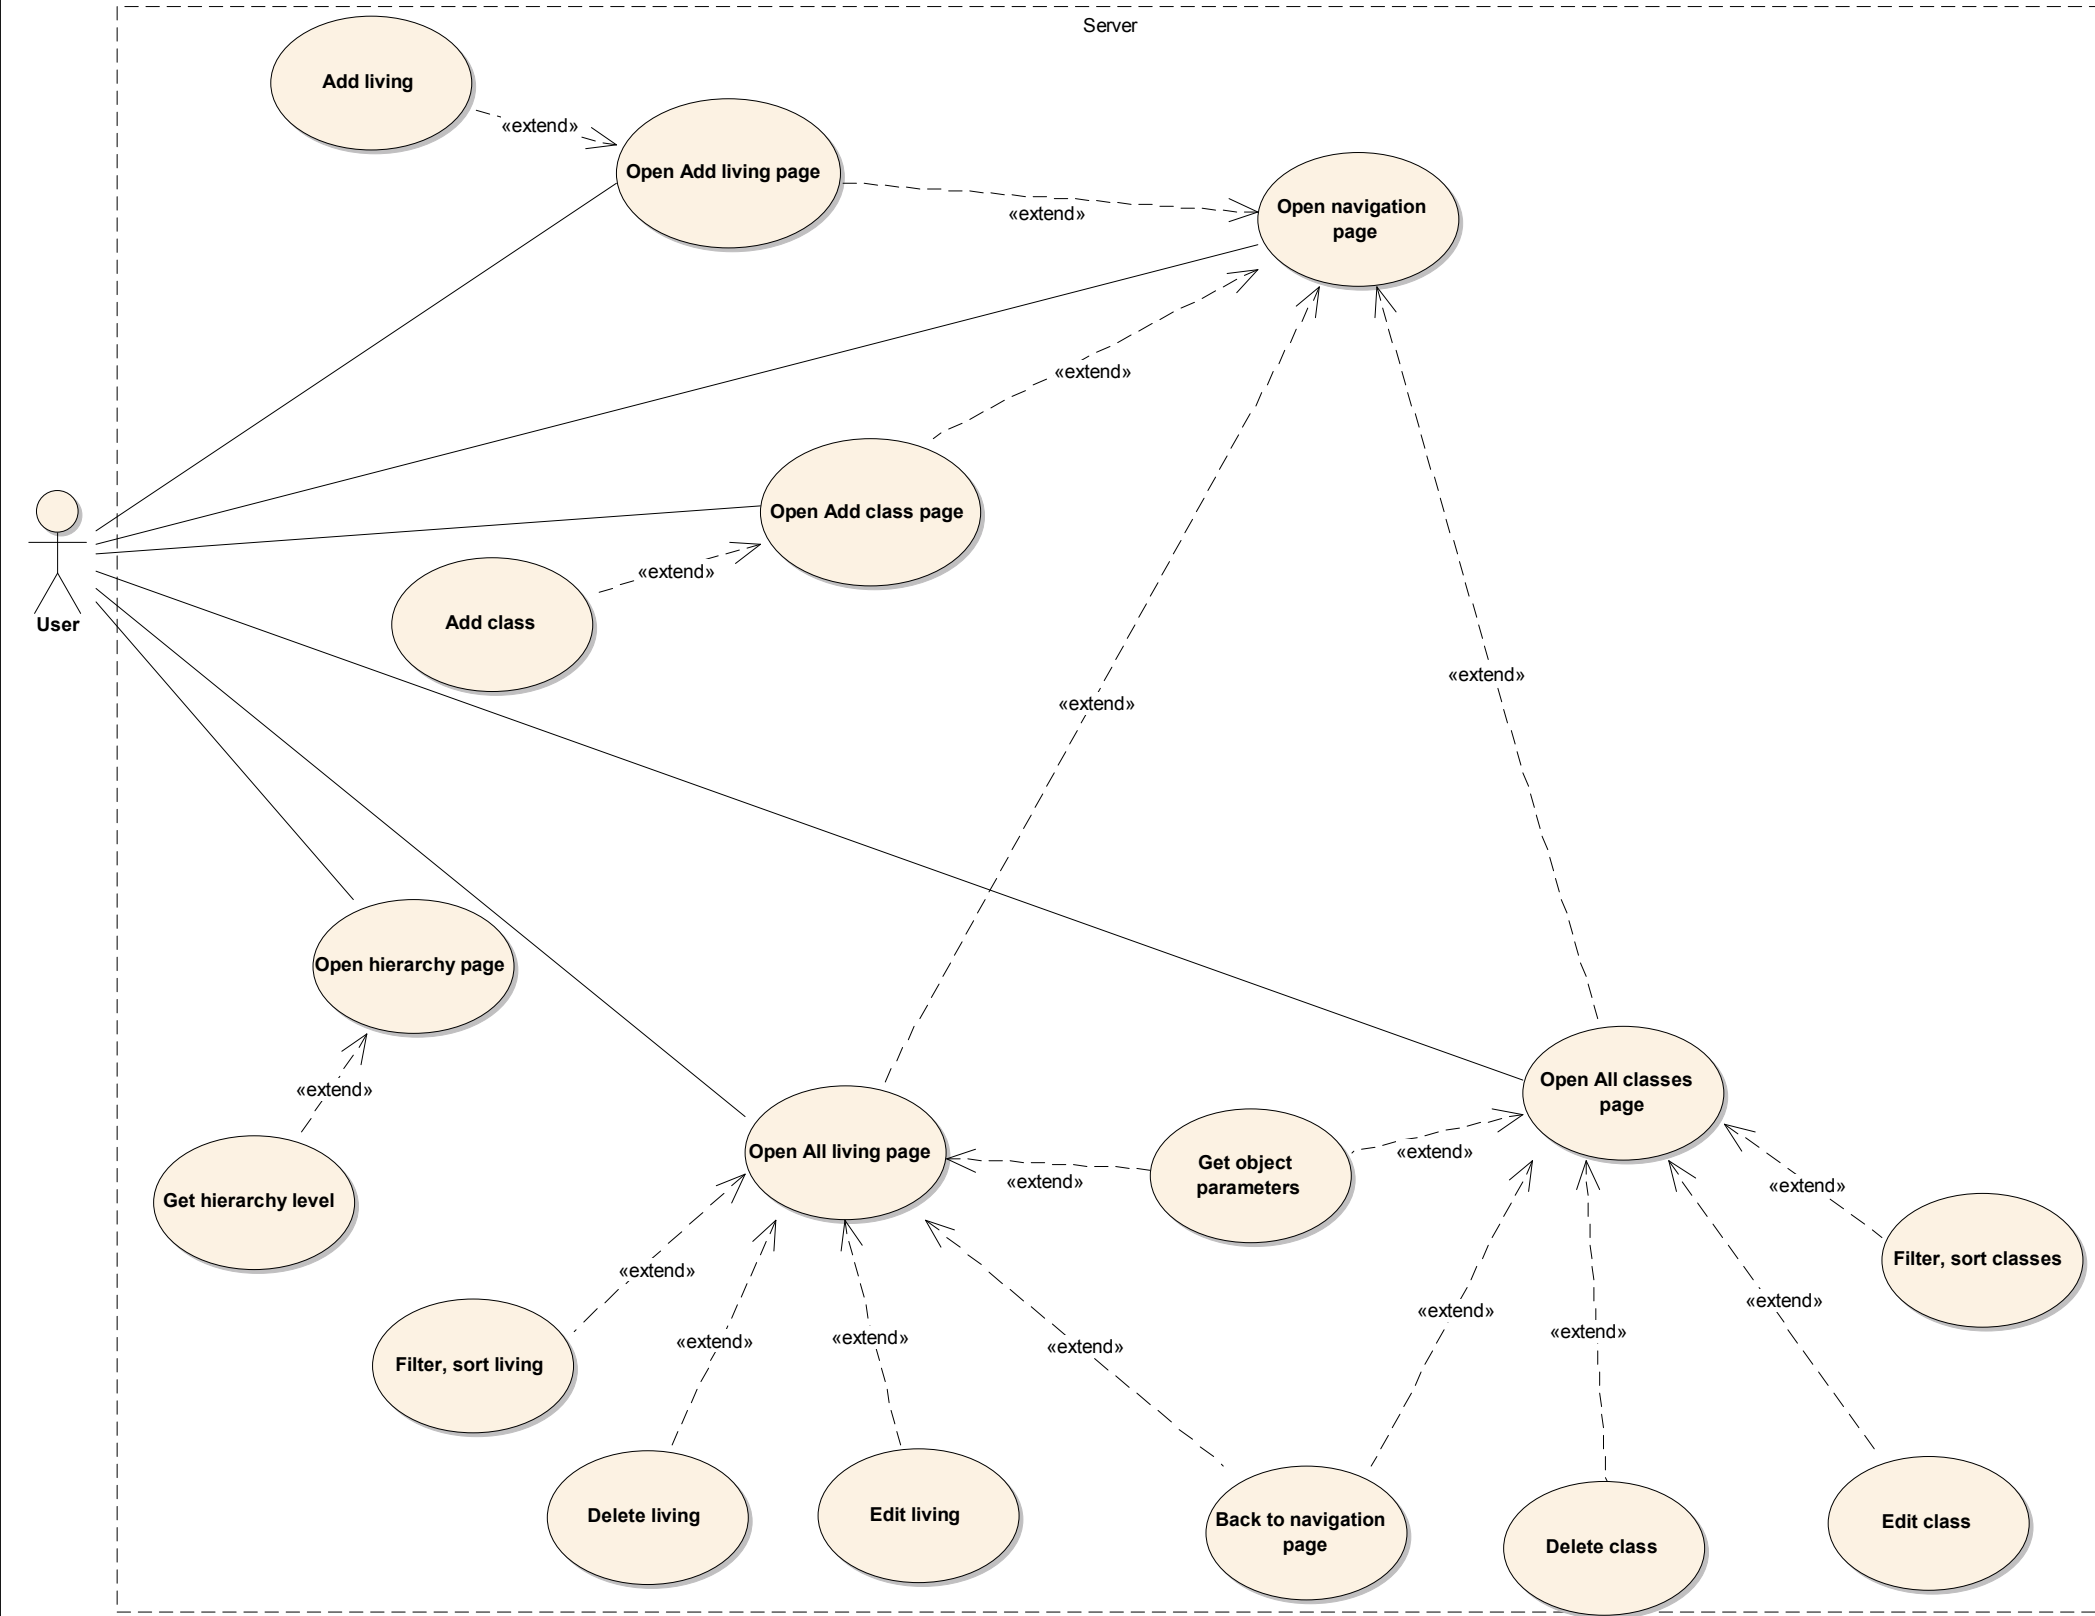 Server
Add living
«extend»
Open Add living page
«extend»
Open navigation
page
«extend»
Open Add class page
«extend»
Add class
User
«extend»
«extend»
Open hierarchy page
«extend»
Get hierarchy level
Open All living page
«extend»
Get object
parameters
«extend»
Open All classes
page
«extend»
Filter, sort classes
«extend»
Filter, sort living
«extend»
Delete living
«extend»
Edit living
«extend»
Back to navigation
page
«extend»
«extend»
Delete class
«extend»
Edit class